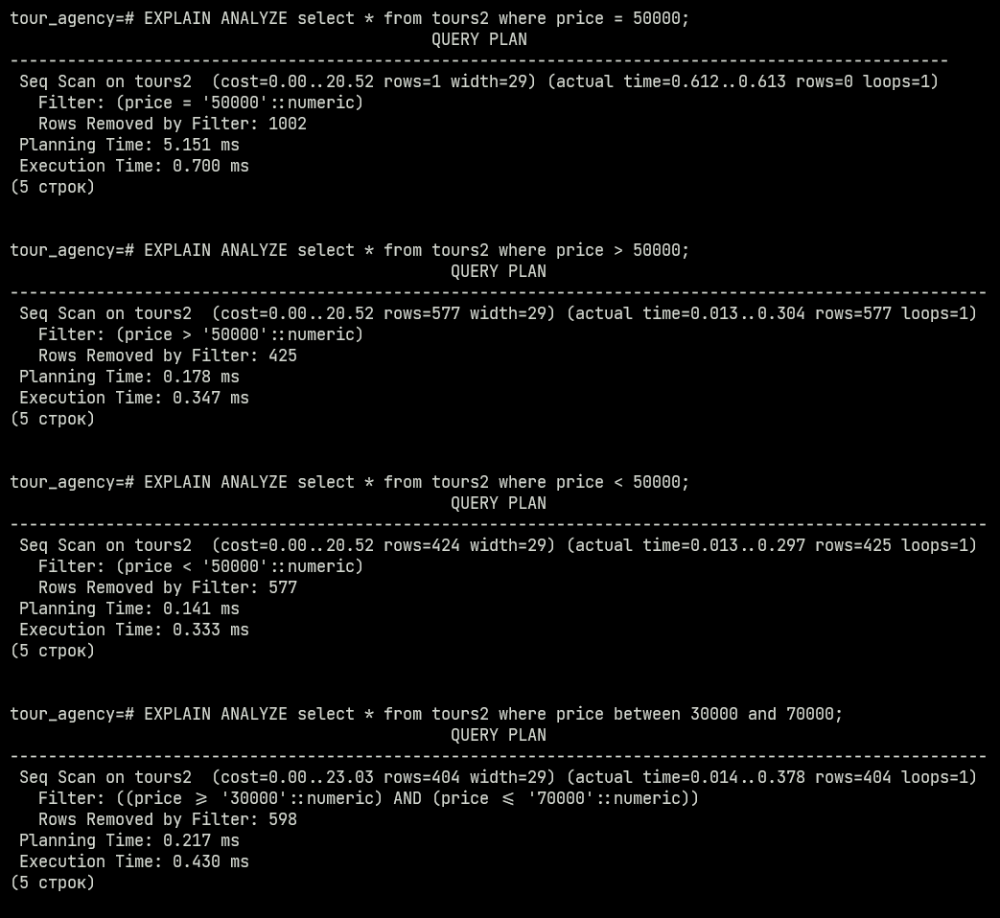 tour_agency=# EXPLAIN ANALYZE select * from tours2 where price = 50000;
QUERY PLAN
--------------------------------------------------------------------------------------------------
Seq Scan on tours2  (cost=0.00..20.52 rows=1 width=29) (actual time=0.612..0.613 rows=0 loops=1)
Filter: (price = '50000'::numeric)
Rows Removed by Filter: 1002
Planning Time: 5.151 ms
Execution Time: 0.700 ms
(5 строк)
tour_agency=# EXPLAIN ANALYZE select * from tours2 where price > 50000;
QUERY PLAN
------------------------------------------------------------------------------------------------------
Seq Scan on tours2  (cost=0.00..20.52 rows=577 width=29) (actual time=0.013..0.304 rows=577 loops=1)
Filter: (price > '50000'::numeric)
Rows Removed by Filter: 425
Planning Time: 0.178 ms
Execution Time: 0.347 ms
(5 строк)
tour_agency=# EXPLAIN ANALYZE select * from tours2 where price < 50000;
QUERY PLAN
------------------------------------------------------------------------------------------------------
Seq Scan on tours2  (cost=0.00..20.52 rows=424 width=29) (actual time=0.013..0.297 rows=425 loops=1)
Filter: (price < '50000'::numeric)
Rows Removed by Filter: 577
Planning Time: 0.141 ms
Execution Time: 0.333 ms
(5 строк)
tour_agency=# EXPLAIN ANALYZE select * from tours2 where price between 30000 and 70000;
QUERY PLAN
------------------------------------------------------------------------------------------------------
Seq Scan on tours2  (cost=0.00..23.03 rows=404 width=29) (actual time=0.014..0.378 rows=404 loops=1)
Filter: ((price >= '30000'::numeric) AND (price <= '70000'::numeric))
Rows Removed by Filter: 598
Planning Time: 0.217 ms
Execution Time: 0.430 ms
(5 строк)